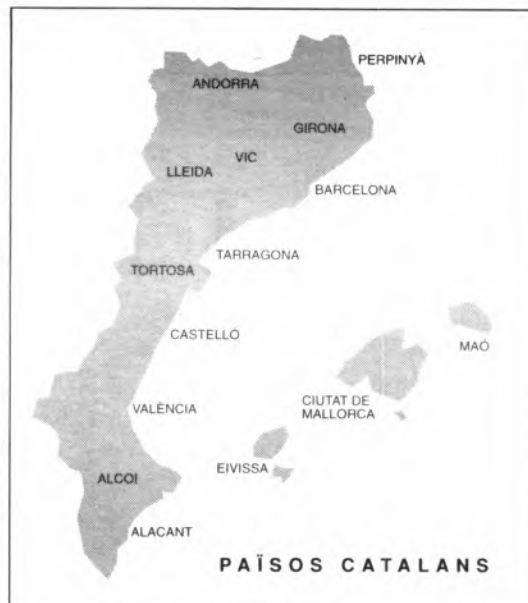 PERPINYÀ
ANDORRA
GIRONA
VIC
LLEIDA
BARCELONA
TARRAGONA
TORTOSA
CASTELLÓ
MAÓ
CIUTAT DE
MALLORCA
VALÈNCIA
EIVISSA
ALCOI
ALACANT
PAÏSOS CATALANS